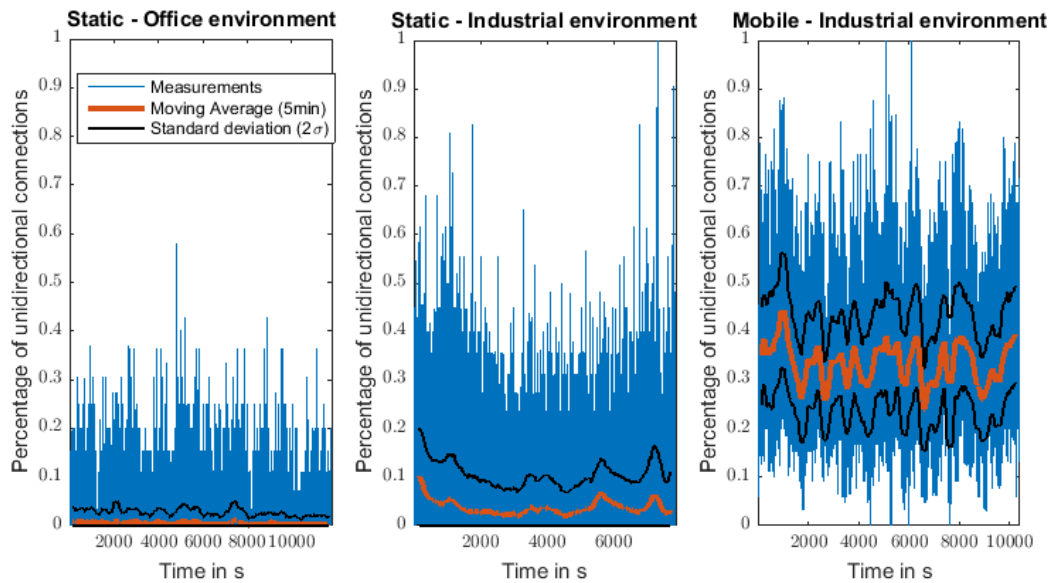 Static - Office environment
Percentage of unidirectional connections
1
0.9
0.8
0.7
0.6
0.5
0.4
0.3
0.2
0.1
0
Measurements
Moving Average (5min)
Standard deviation (2σ)
2000 4000 6000 8000 10000
Time in s
Static - Industrial environment
Percentage of unidirectional connections
1
0.9
0.8
0.7
0.6
0.5
0.4
0.3
0.2
0.1
0
2000 4000 6000
Time in s
Mobile - Industrial environment
Percentage of unidirectional connections
1
0.9
0.8
0.7
0.6
0.5
0.4
0.3
0.2
0.1
0
2000 4000 6000 8000 10000
Time in s